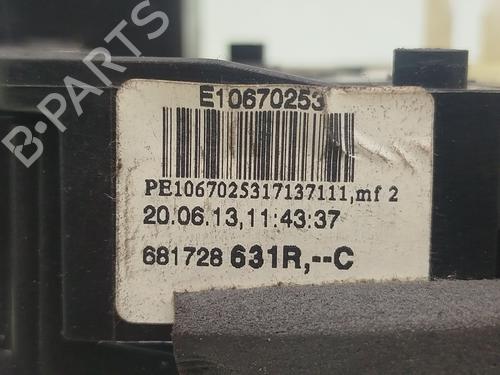 B-PARTS
E10670253
PE1067025317137111,mf 2
20.06.13,11:43:37
681728 631R,--C